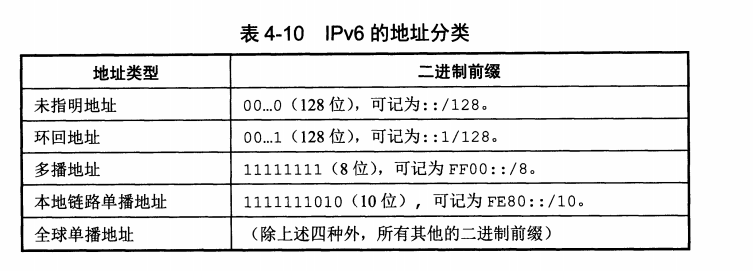 表 4-10 IPv6 的地址分类
地址类型 二进制前缀
未指明地址 00…0（128 位），可记为::/128。
环回地址 00…1（128 位），可记为::1/128。
多播地址 11111111（8 位），可记为 FF00::/8。
本地链路单播地址 1111111010（10 位），可记为 FE80::/10。
全球单播地址 （除上述四种外，所有其他的二进制前缀）